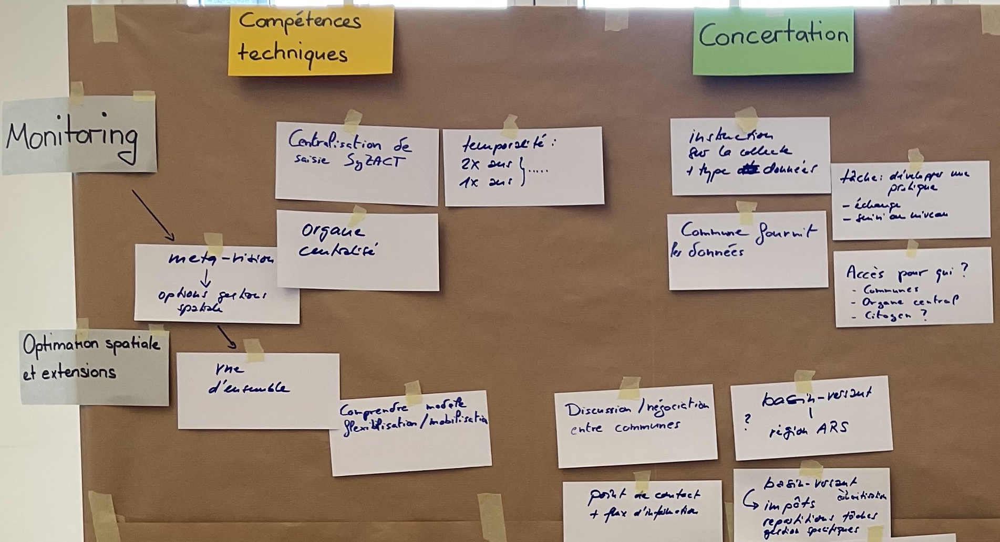 Compétences
techniques
Concertation
Monitoring
Centralisation de
saisie SyZACT
temporalité :
2x ans } .....
1x ans
instruction
sur la collecte
+ type données
tâche : développer une
pratique
- échange
- suivi au niveau
organe
centralisé
Commune fournit
les données
meta-vision
↓
options gestions
spatiale
Accès pour qui ?
- Communes
- Organe central
- Citoyen ?
Optimation spatiale
et extensions
vue
d'ensemble
Comprendre modèle
flexibilisation/mobilisation
Discussion/négociation
entre communes
bassin-versant
|
? région ARS
point de contact
+ flux d'information
bassin-versant
impôts
repartitions tâches
gestion spécifiques